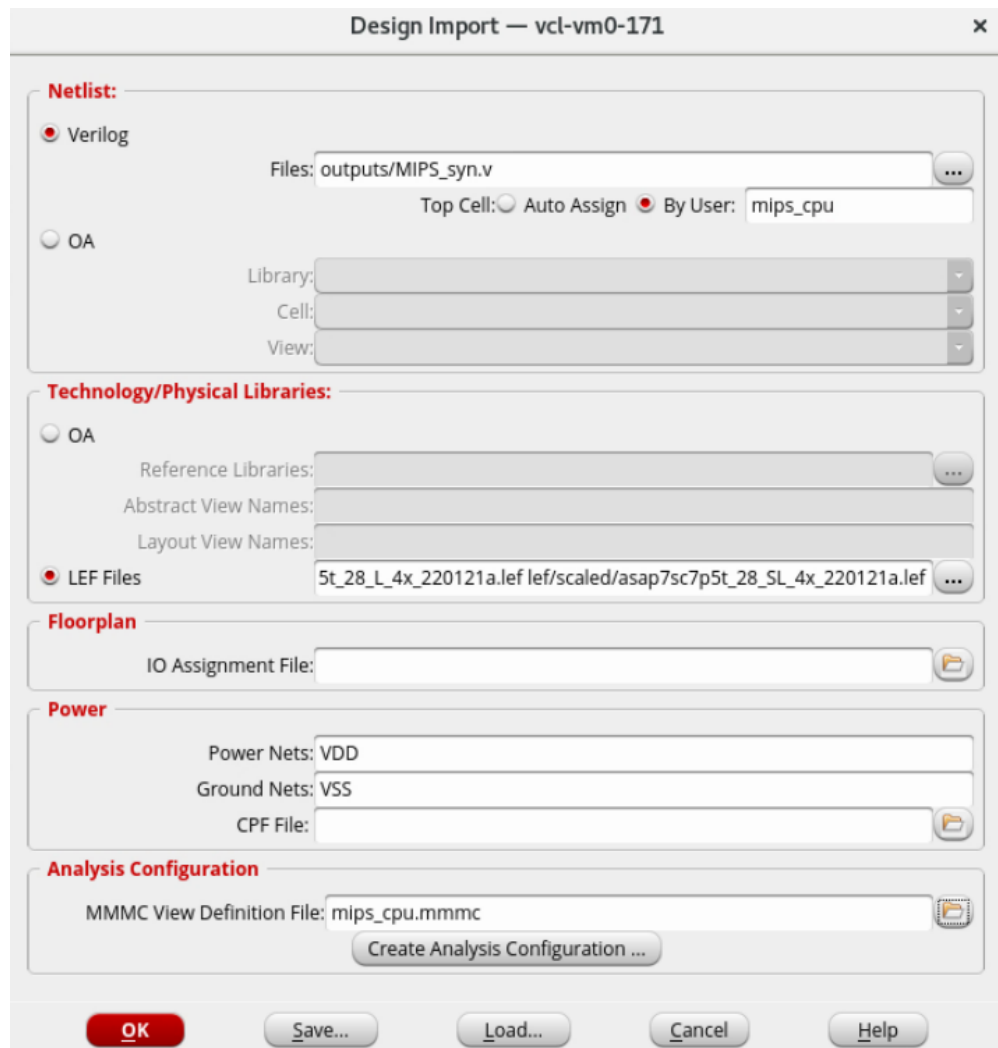 Design Import — vcl-vm0-171 ×
Netlist:
Verilog
Files: outputs/MIPS_syn.v ...
Top Cell: Auto Assign By User: mips_cpu
OA
Library:
Cell:
View:
Technology/Physical Libraries:
OA
Reference Libraries: ...
Abstract View Names:
Layout View Names:
LEF Files 5t_28_L_4x_220121a.lef lef/scaled/asap7sc7p5t_28_SL_4x_220121a.lef ...
Floorplan
IO Assignment File:
Power
Power Nets: VDD
Ground Nets: VSS
CPF File:
Analysis Configuration
MMMC View Definition File: mips_cpu.mmmc
Create Analysis Configuration ...
OK Save... Load... Cancel Help